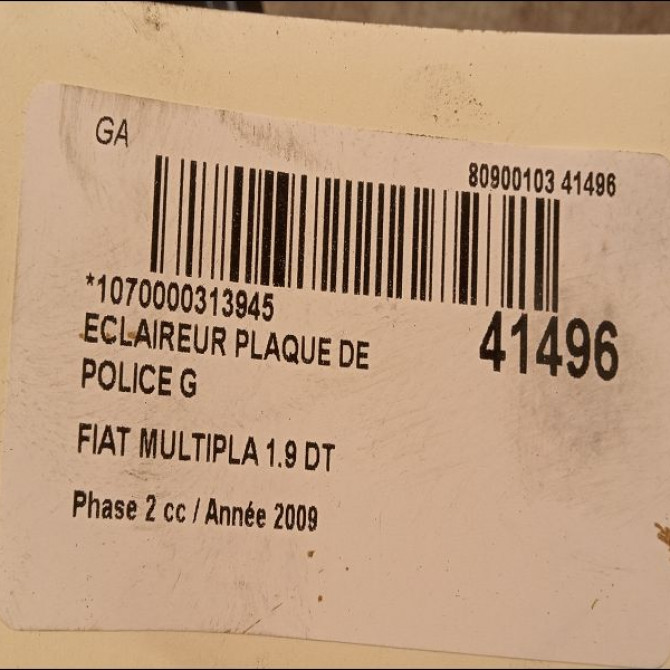 GA
80900103 41496
*1070000313945
ECLAIREUR PLAQUE DE
POLICE G
41496
FIAT MULTIPLA 1.9 DT
Phase 2 cc / Année 2009